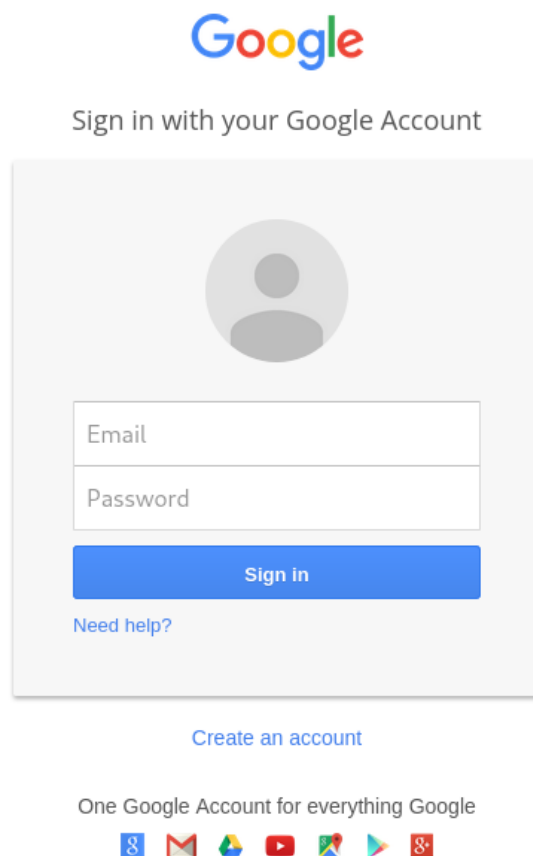 Google
Sign in with your Google Account
Email
Password
Sign in
Need help?
Create an account
One Google Account for everything Google